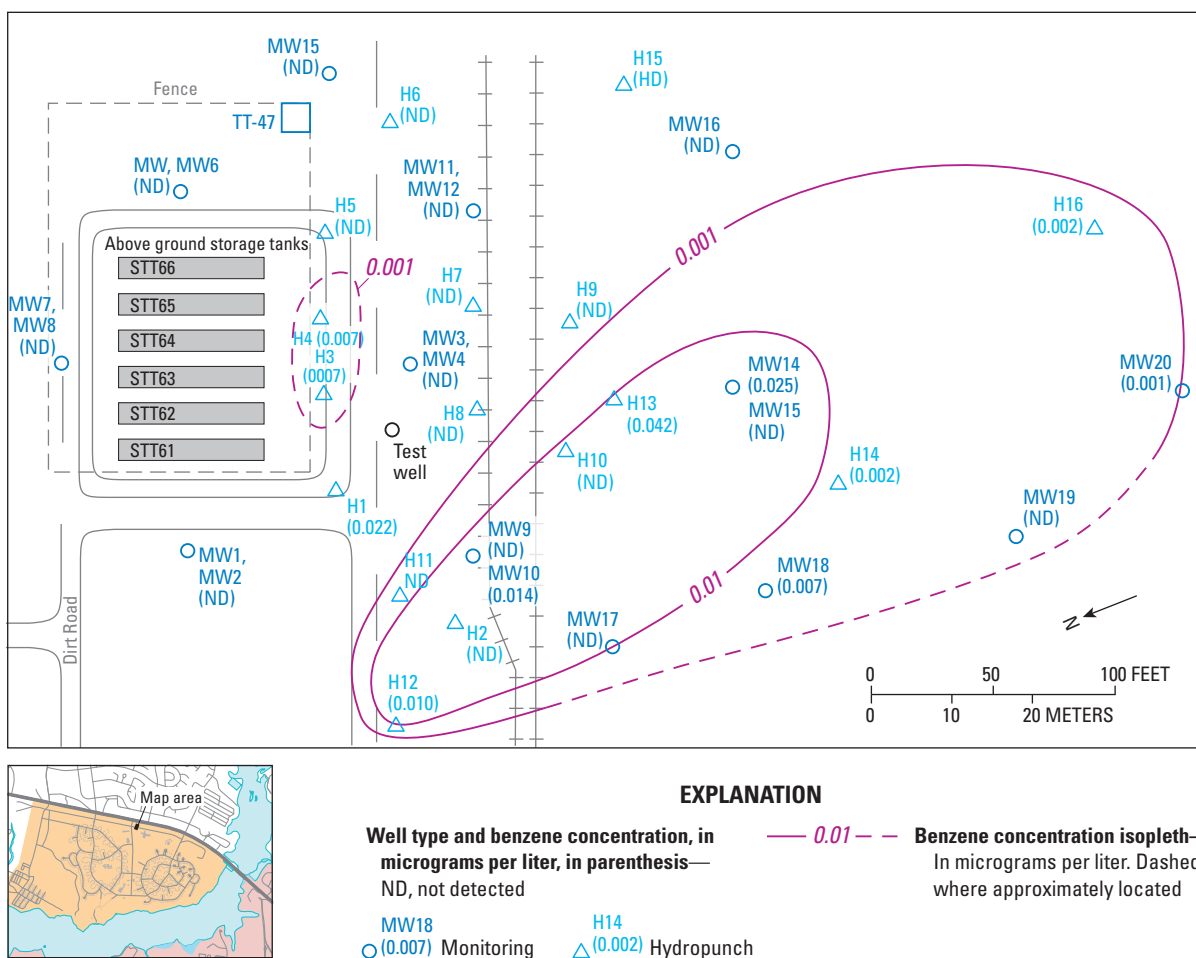 MW15
(ND)
Fence
TT-47
MW, MW6
(ND)
H6
(ND)
H15
(HD)
MW16
(ND)
MW11,
MW12
(ND)
H5
(ND)
Above ground storage tanks
STT66
STT65
STT64
STT63
STT62
STT61
0.001
MW7,
MW8
(ND)
H4 (0.007)
H3
(0007)
H7
(ND)
MW3,
MW4
(ND)
H8
(ND)
Test
well
H9
(ND)
0.001
H16
(0.002)
MW20
(0.001)
MW14
(0.025)
MW15
(ND)
H13
(0.042)
H10
(ND)
H14
(0.002)
MW19
(ND)
H1
(0.022)
MW1,
MW2
(ND)
Dirt Road
H11
ND
MW9
(ND)
MW10
(0.014)
H2
(ND)
MW17
(ND)
0.01
MW18
(0.007)
H12
(0.010)
N
0 50 100 FEET
0 10 20 METERS
Map area
EXPLANATION
Well type and benzene concentration, in
micrograms per liter, in parenthesis—
ND, not detected
MW18
(0.007) Monitoring
H14
(0.002) Hydropunch
0.01
Benzene concentration isopleth—
In micrograms per liter. Dashed
where approximately located